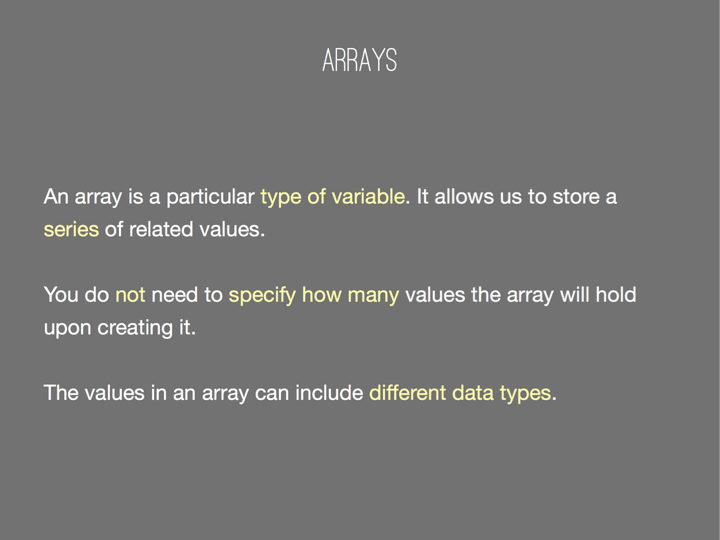 ARRAYS
An array is a particular type of variable. It allows us to store a
series of related values.
You do not need to specify how many values the array will hold
upon creating it.
The values in an array can include different data types.